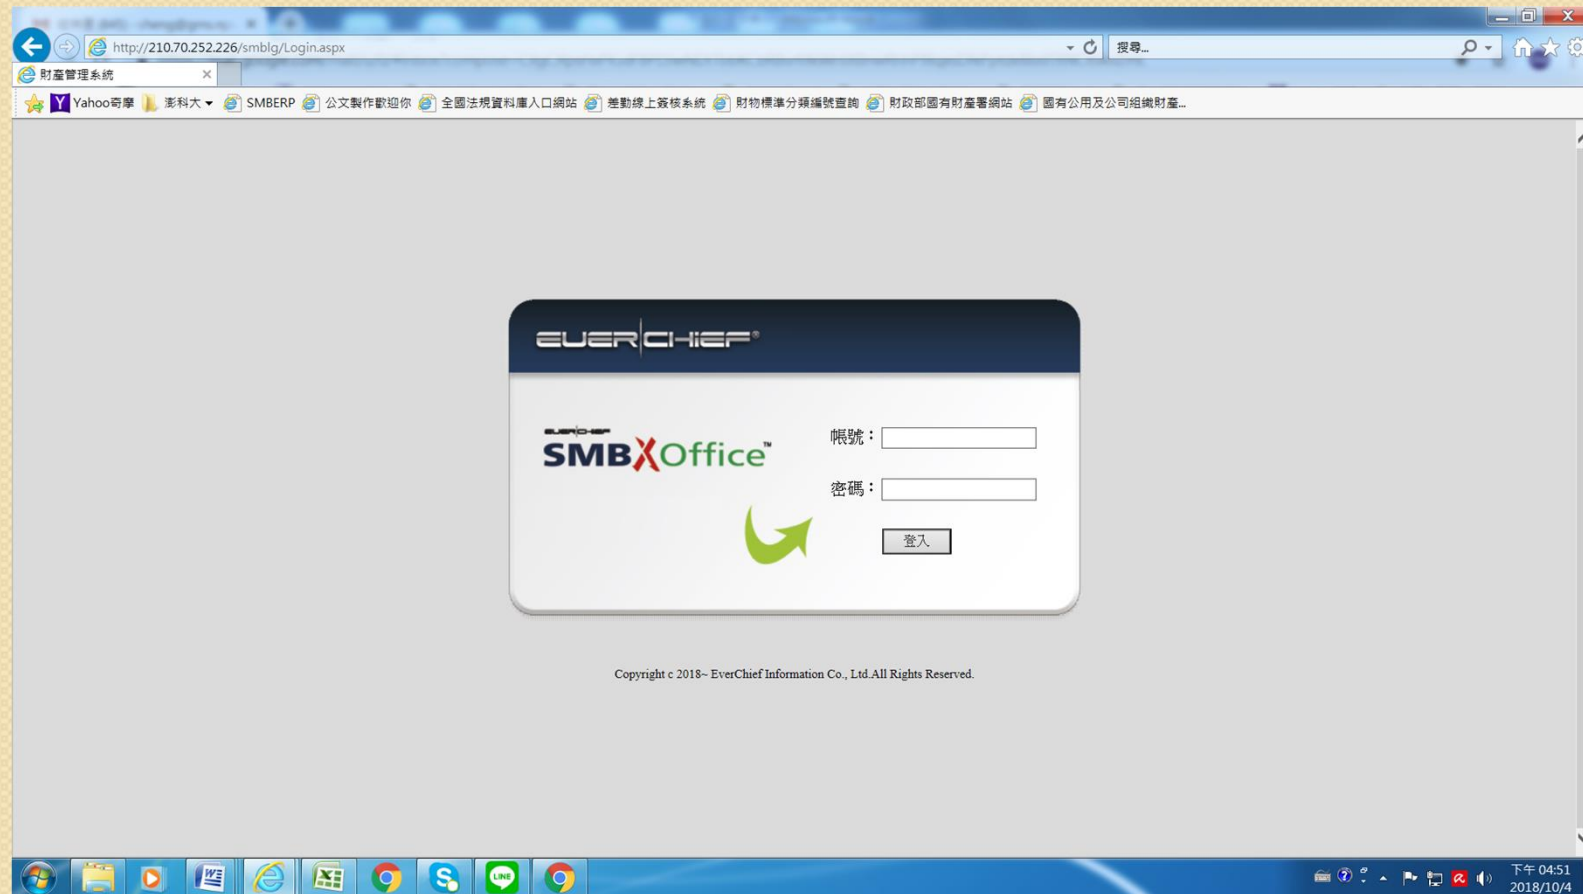 http://210.70.252.226/smblg/Login.aspx
搜尋...
財產管理系統
Yahoo奇摩 澎科大 SMBERP 公文製作歡迎你 全國法規資料庫入口網站 差勤線上簽核系統 財物標準分類編號查詢 財政部國有財產署網站 國有公用及公司組織財產...
EVERCHIEF®
EVERCHIEF
SMBXOffice™
帳號：
密碼：
登入
Copyright c 2018~ EverChief Information Co., Ltd.All Rights Reserved.
LINE
下午 04:51
2018/10/4